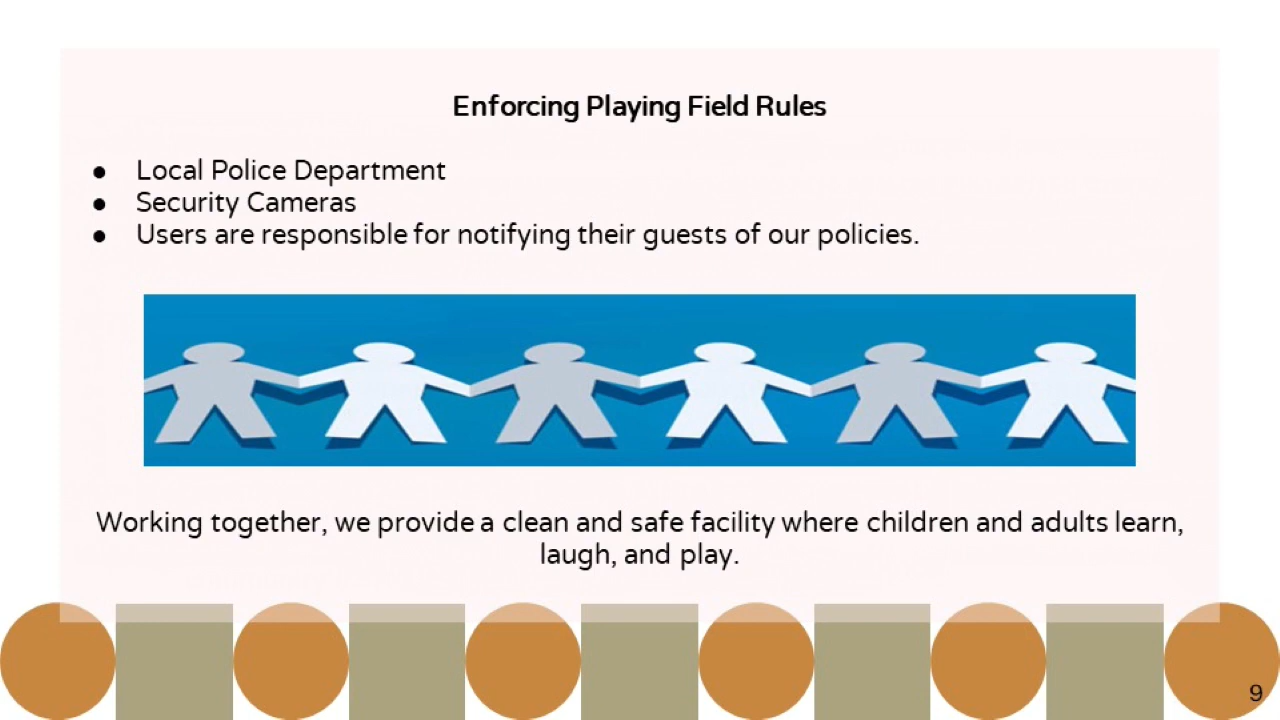 Enforcing Playing Field Rules
● Local Police Department
● Security Cameras
● Users are responsible for notifying their guests of our policies.
Working together, we provide a clean and safe facility where children and adults learn,
laugh, and play.
9